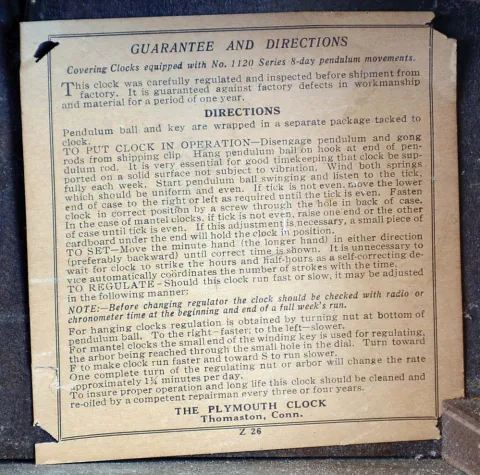 GUARANTEE AND DIRECTIONS
Covering Clocks equipped with No. 1120 Series 8-day pendulum movements.
This clock was carefully regulated and inspected before shipment from
factory. It is guaranteed against factory defects in workmanship
and material for a period of one year.
DIRECTIONS
Pendulum ball and key are wrapped in a separate package tacked to
clock.
TO PUT CLOCK IN OPERATION—Disengage pendulum and gong
rods from shipping clip. Hang pendulum ball on hook at end of pen-
dulum rod. It is very essential for good timekeeping that clock be sup-
ported on a solid surface not subject to vibration. Wind both springs
fully each week. Start pendulum ball swinging and listen to the tick,
which should be uniform and even. If tick is not even, move the lower
end of case to the right or left as required until the tick is even. Fasten
clock in correct position by a screw through the hole in back of case.
In the case of mantel clocks, if tick is not even, raise one end or the other
of case until tick is even. If this adjustment is necessary, a small piece of
cardboard under the end will hold the clock in position.
TO SET—Move the minute hand (the longer hand) in either direction
(preferably backward) until correct time is shown. It is unnecessary to
wait for clock to strike the hours and half-hours as a self-correcting de-
vice automatically coördinates the number of strokes with the time.
TO REGULATE—Should this clock run fast or slow, it may be adjusted
in the following manner:
NOTE:—Before changing regulator the clock should be checked with radio or
chronometer time at the beginning and end of a full week's run.
For hanging clocks regulation is obtained by turning nut at bottom of
pendulum ball. To the right—faster; to the left—slower.
For mantel clocks the small end of the winding key is used for regulating,
the arbor being reached through the small hole in the dial. Turn toward
F to make clock run faster and toward S to run slower.
One complete turn of the regulating nut or arbor will change the rate
approximately 1¼ minutes per day.
To insure proper operation and long life this clock should be cleaned and
re-oiled by a competent repairman every three or four years.
THE PLYMOUTH CLOCK
Thomaston, Conn.
Z 26